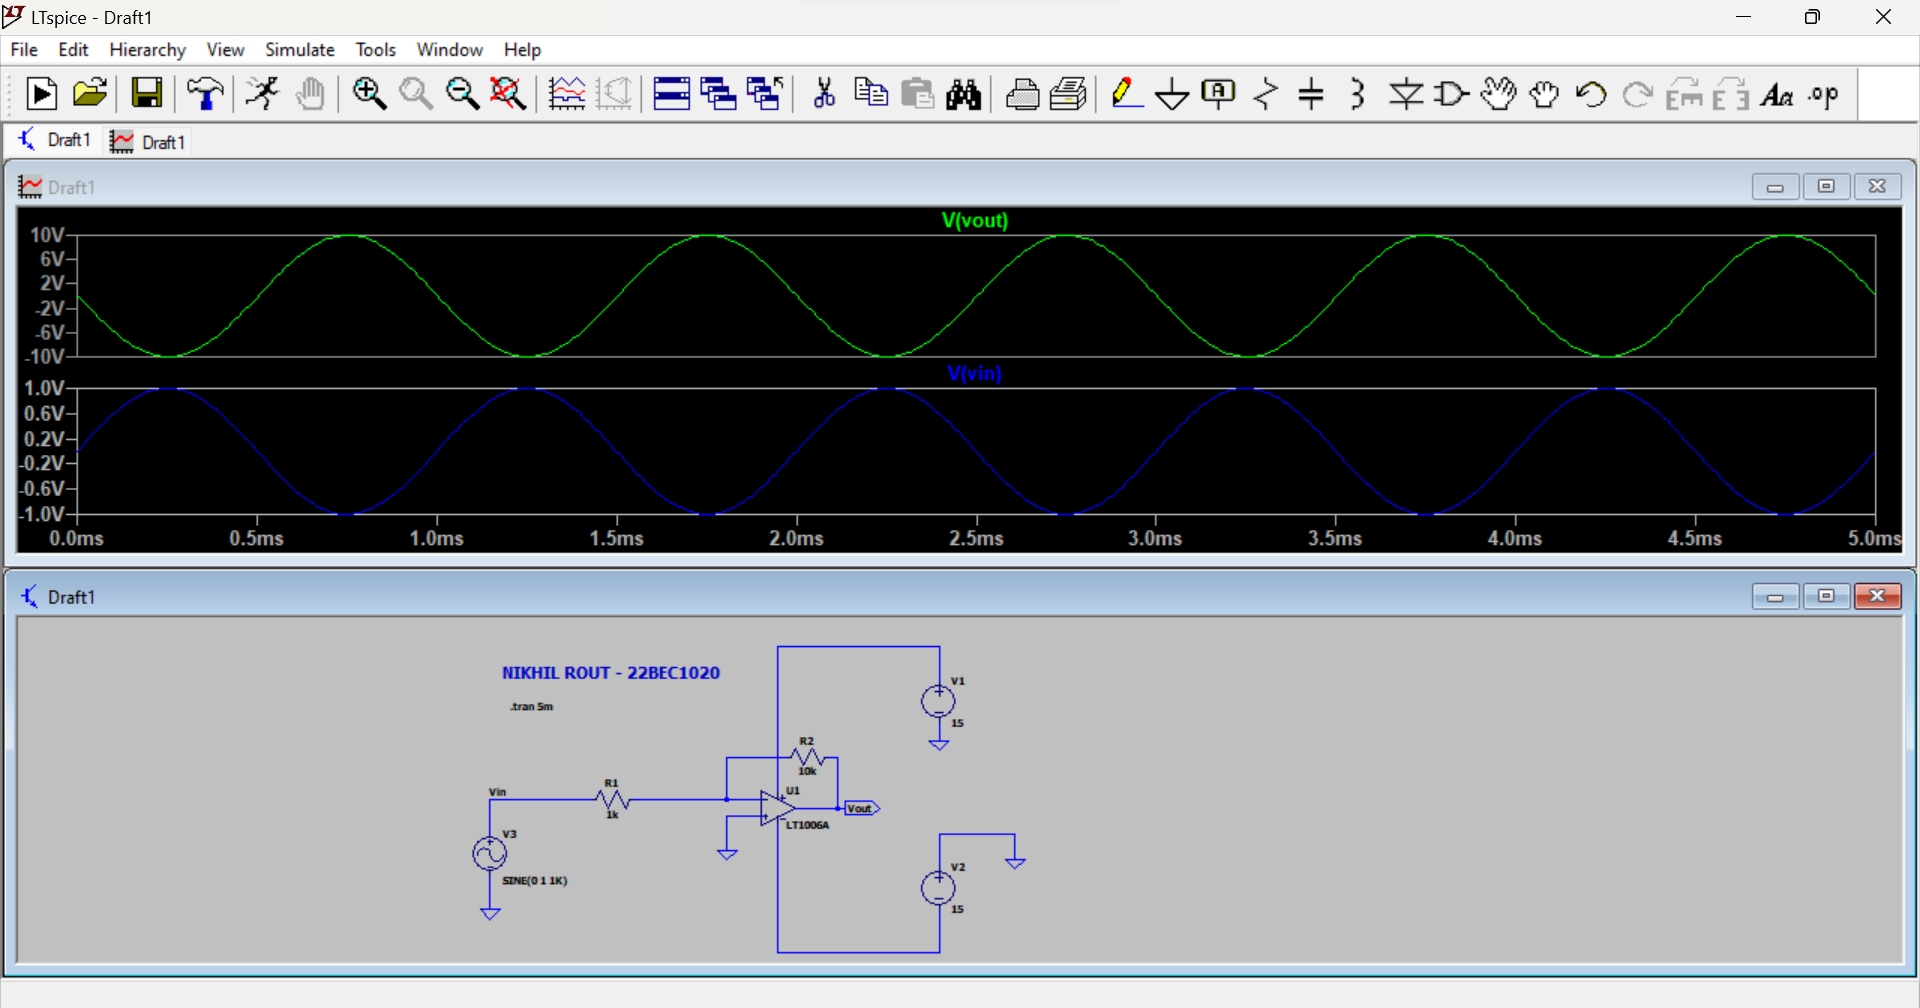 LTspice - Draft1
File Edit Hierarchy View Simulate Tools Window Help
A Aa .op
Draft1 Draft1
Draft1
V(vout)
10V
6V
2V
-2V
-6V
-10V
V(vin)
1.0V
0.6V
0.2V
-0.2V
-0.6V
-1.0V
0.0ms 0.5ms 1.0ms 1.5ms 2.0ms 2.5ms 3.0ms 3.5ms 4.0ms 4.5ms 5.0ms
Draft1
NIKHIL ROUT - 22BEC1020
.tran 5m
V1
15
R2
10k
R1
1k
Vin
U1
Vout
LT1006A
V3
SINE(0 1 1K)
V2
15